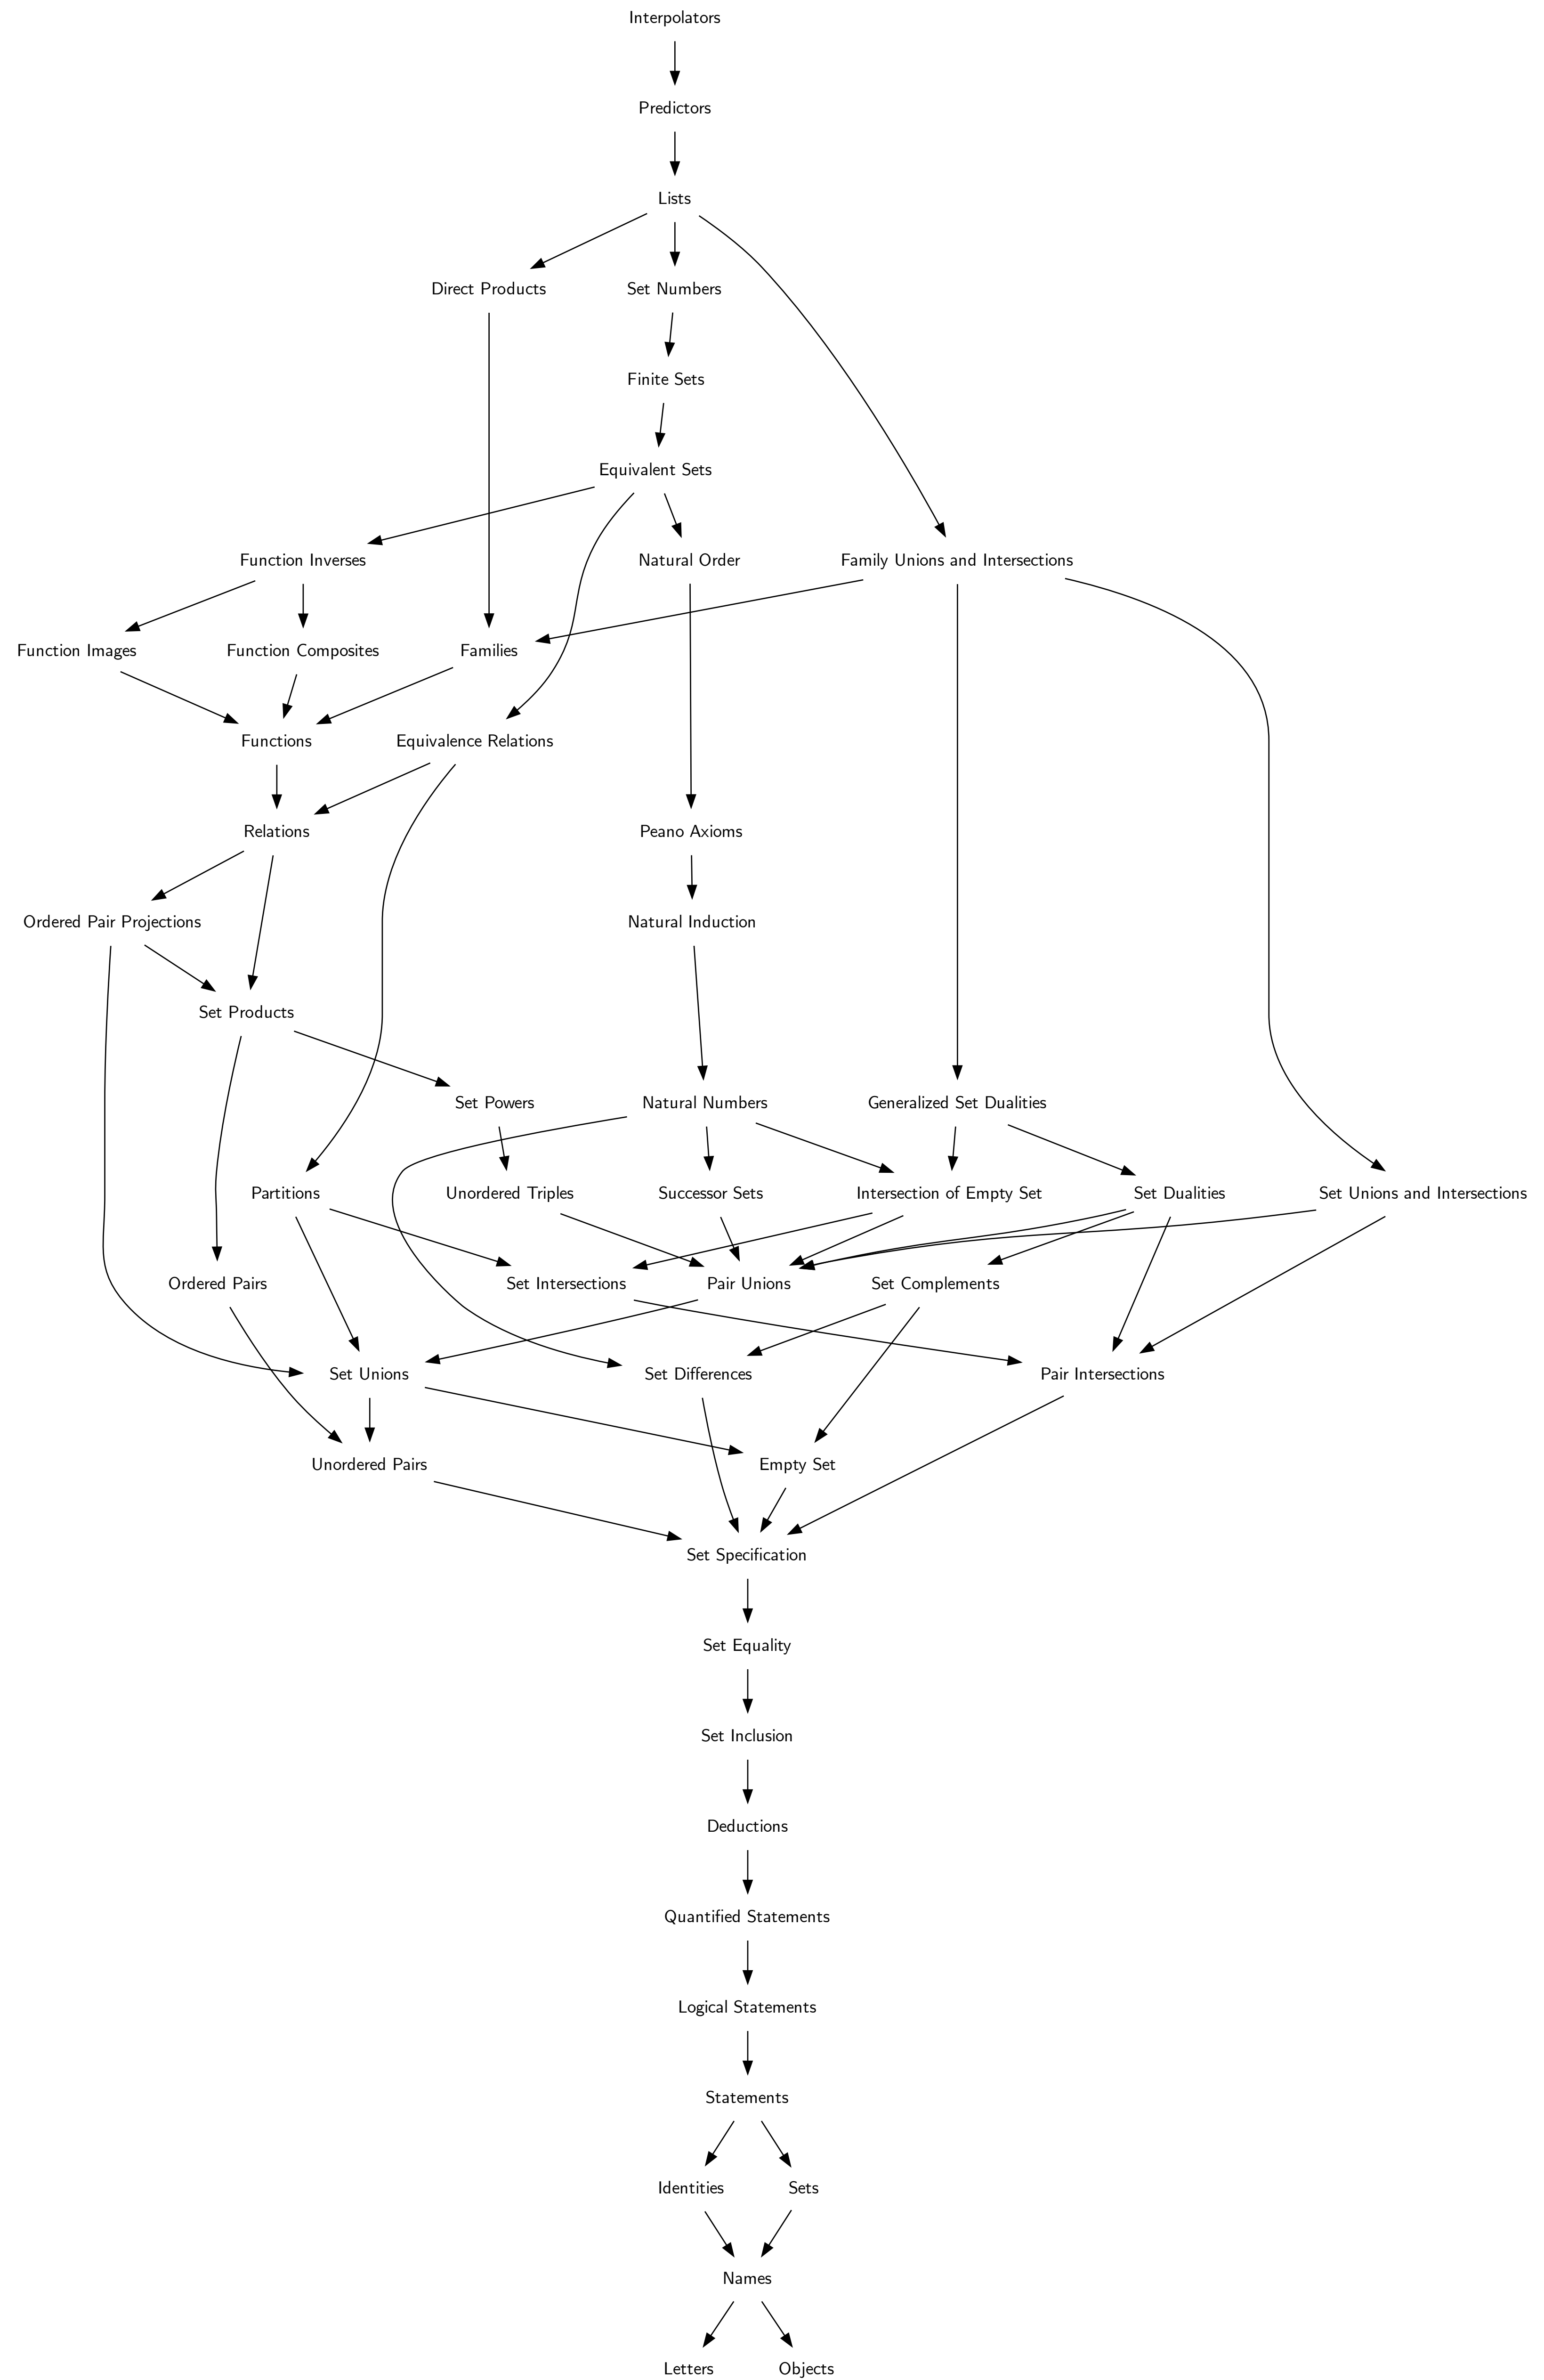 Interpolators
Predictors
Lists
Direct Products
Set Numbers
Finite Sets
Equivalent Sets
Function Inverses
Natural Order
Family Unions and Intersections
Function Images
Function Composites
Families
Functions
Equivalence Relations
Relations
Peano Axioms
Ordered Pair Projections
Natural Induction
Set Products
Set Powers
Natural Numbers
Generalized Set Dualities
Partitions
Unordered Triples
Successor Sets
Intersection of Empty Set
Set Dualities
Set Unions and Intersections
Ordered Pairs
Set Intersections
Pair Unions
Set Complements
Set Unions
Set Differences
Pair Intersections
Unordered Pairs
Empty Set
Set Specification
Set Equality
Set Inclusion
Deductions
Quantified Statements
Logical Statements
Statements
Identities
Sets
Names
Letters
Objects